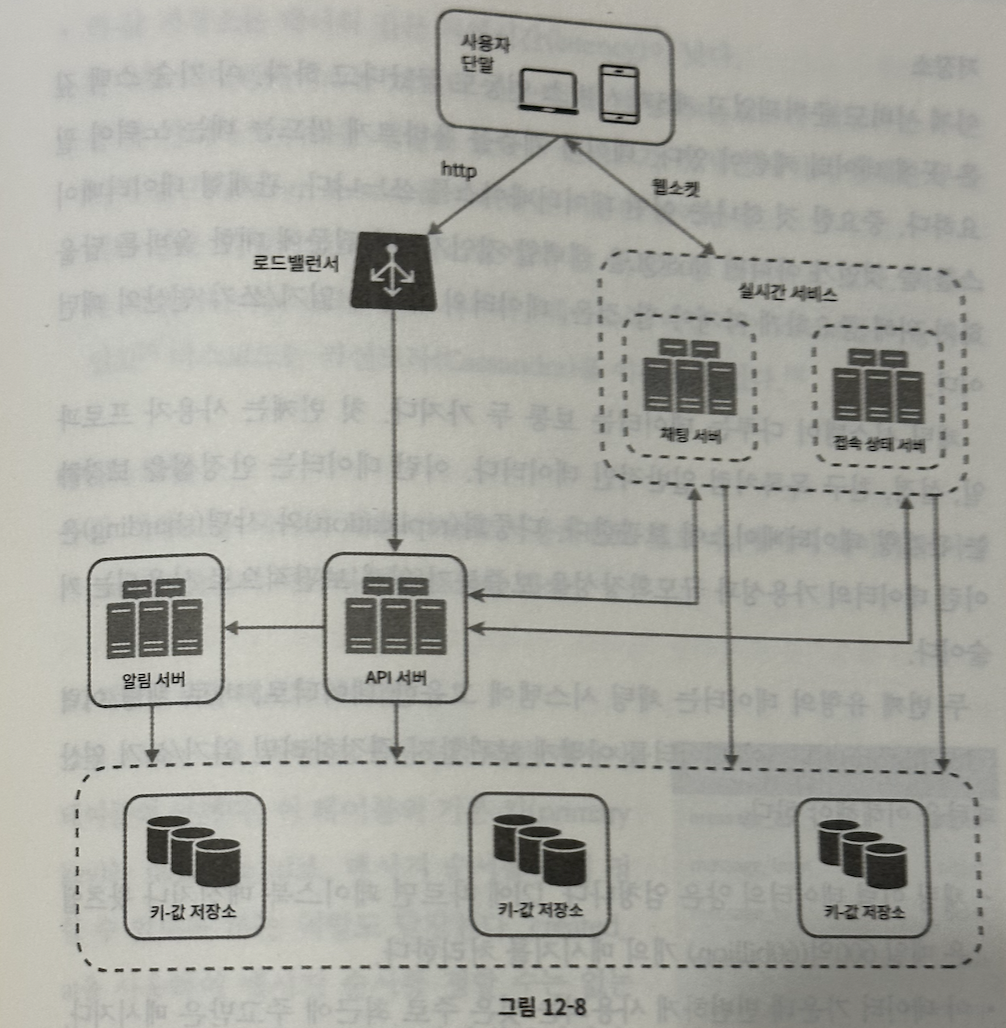 사용자
단말
http
웹소켓
로드밸런서
실시간 서비스
채팅 서버
접속 상태 서버
알림 서버
API 서버
키-값 저장소
키-값 저장소
키-값 저장소
그림 12-8